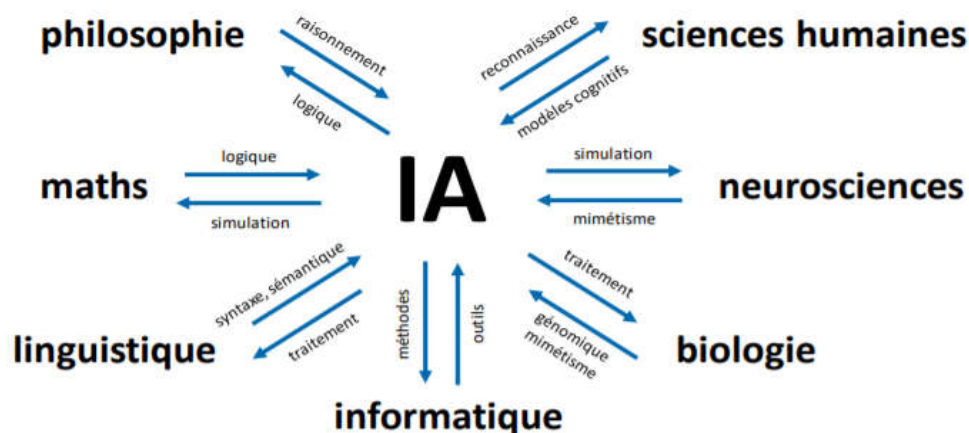 philosophie
raisonnement
logique
reconnaissance
modèles cognitifs
sciences humaines
maths
logique
simulation
IA
simulation
mimétisme
neurosciences
linguistique
syntaxe, sémantique
traitement
méthodes
outils
traitement
génomique
mimétisme
biologie
informatique